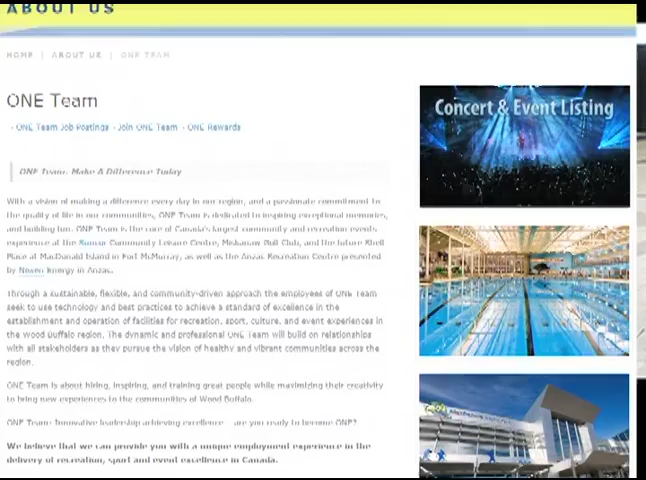 ABOUT US
HOME | ABOUT US | ONE TEAM
ONE Team
Concert & Event Listing
- ONE Team Job Postings - Join ONE Team - ONE Rewards
ONE Team. Make A Difference Today
With a vision of making a difference every day in our region, and a passionate commitment to
the quality of life in our communities, ONE Team is dedicated to inspiring exceptional memories,
and building fun. ONE Team is the core of Canada's largest community and recreation events
experience at the Suncor Community Leisure Centre, Miskanaw Golf Club, and the future Shell
Place at MacDonald Island in Fort McMurray, as well as the Anzac Recreation Centre presented
by Nexen Energy in Anzac.
Through a sustainable, flexible, and community-driven approach the employees of ONE Team
seek to use technology and best practices to achieve a standard of excellence in the
establishment and operation of facilities for recreation, sport, culture, and event experiences in
the Wood Buffalo region. The dynamic and professional ONE Team will build on relationships
with all stakeholders as they pursue the vision of healthy and vibrant communities across the
region.
ONE Team is about hiring, inspiring, and training great people while maximizing their creativity
to bring new experiences to the communities of Wood Buffalo.
ONE Team: Innovative leadership achieving excellence - are you ready to become ONE?
We believe that we can provide you with a unique employment experience in the
delivery of recreation, sport and event excellence in Canada.